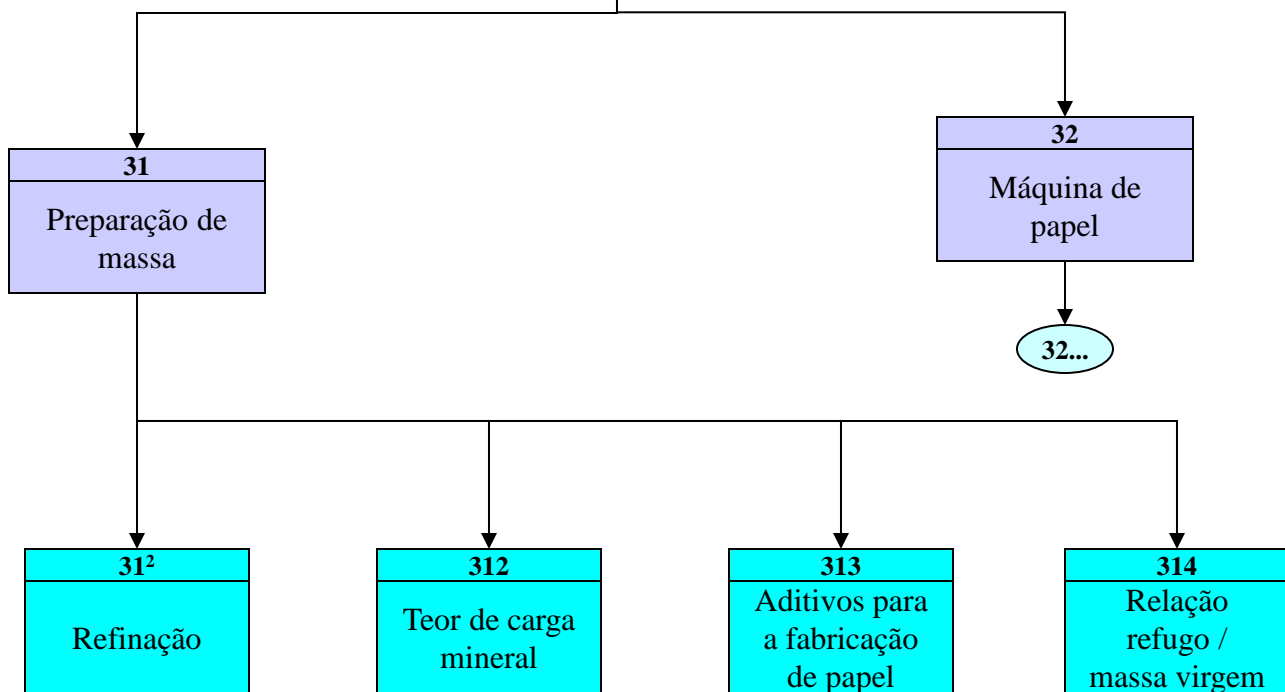 31
Preparação de
massa
32
Máquina de
papel
32...
31²
Refinação
312
Teor de carga
mineral
313
Aditivos para
a fabricação
de papel
314
Relação
refugo /
massa virgem